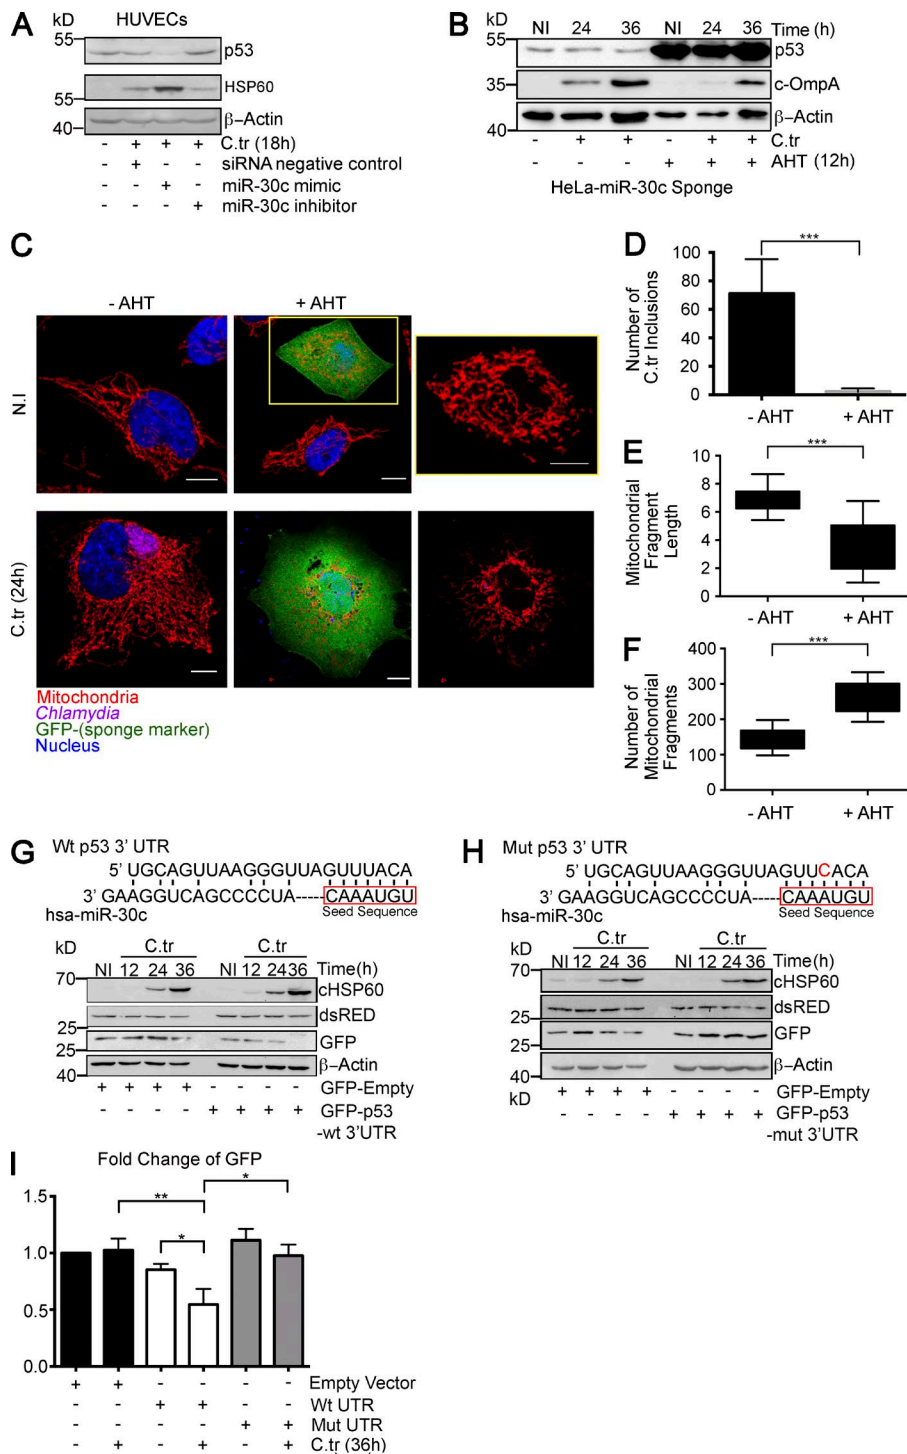 A
kD HUVECs
55
p53
HSP60
55
β-Actin
40
- + + + C.tr (18h)
- + - - siRNA negative control
- - + - miR-30c mimic
- - - + miR-30c inhibitor
B
kD NI 24 36 NI 24 36 Time (h)
55
p53
35
c-OmpA
β-Actin
40
- + + - + + C.tr
- - - + + + AHT (12h)
HeLa-miR-30c Sponge
C
- AHT + AHT
N.I
C.tr (24h)
Mitochondria
Chlamydia
GFP-(sponge marker)
Nucleus
D
Number of
C.tr Inclusions
100
80
60
40
20
0
***
- AHT + AHT
E
Mitochondrial
Fragment
Length
10
8
6
4
2
0
***
- AHT + AHT
F
Number of
Mitochondrial
Fragments
400
300
200
100
0
***
- AHT + AHT
G
Wt p53 3' UTR
5' UGCAGUUAAGGGUUAGUUUACA
3' GAAGGUCAGCCCCUA-----CAAAUGU
hsa-miR-30c Seed Sequence
kD C.tr C.tr
NI 12 24 36 NI 12 24 36 Time(h)
70
cHSP60
dsRED
25
GFP
25
β-Actin
40
+ + + + - - - - GFP-Empty
- - - - + + + + GFP-p53
-wt 3'UTR
H
Mut p53 3' UTR
5' UGCAGUUAAGGGUUAGUUCACA
3' GAAGGUCAGCCCCUA-----CAAAUGU
hsa-miR-30c Seed Sequence
kD C.tr C.tr
NI 12 24 36 NI 12 24 36 Time(h)
70
cHSP60
dsRED
25
GFP
25
β-Actin
40
+ + + + - - - - GFP-Empty
kD - - - - + + + + GFP-p53
-mut 3'UTR
I
Fold Change of GFP
1.5
1.0
0.5
0.0
*
**
*
+ + - - - - Empty Vector
- - + + - - Wt UTR
- - - - + + Mut UTR
- + - + - + C.tr (36h)